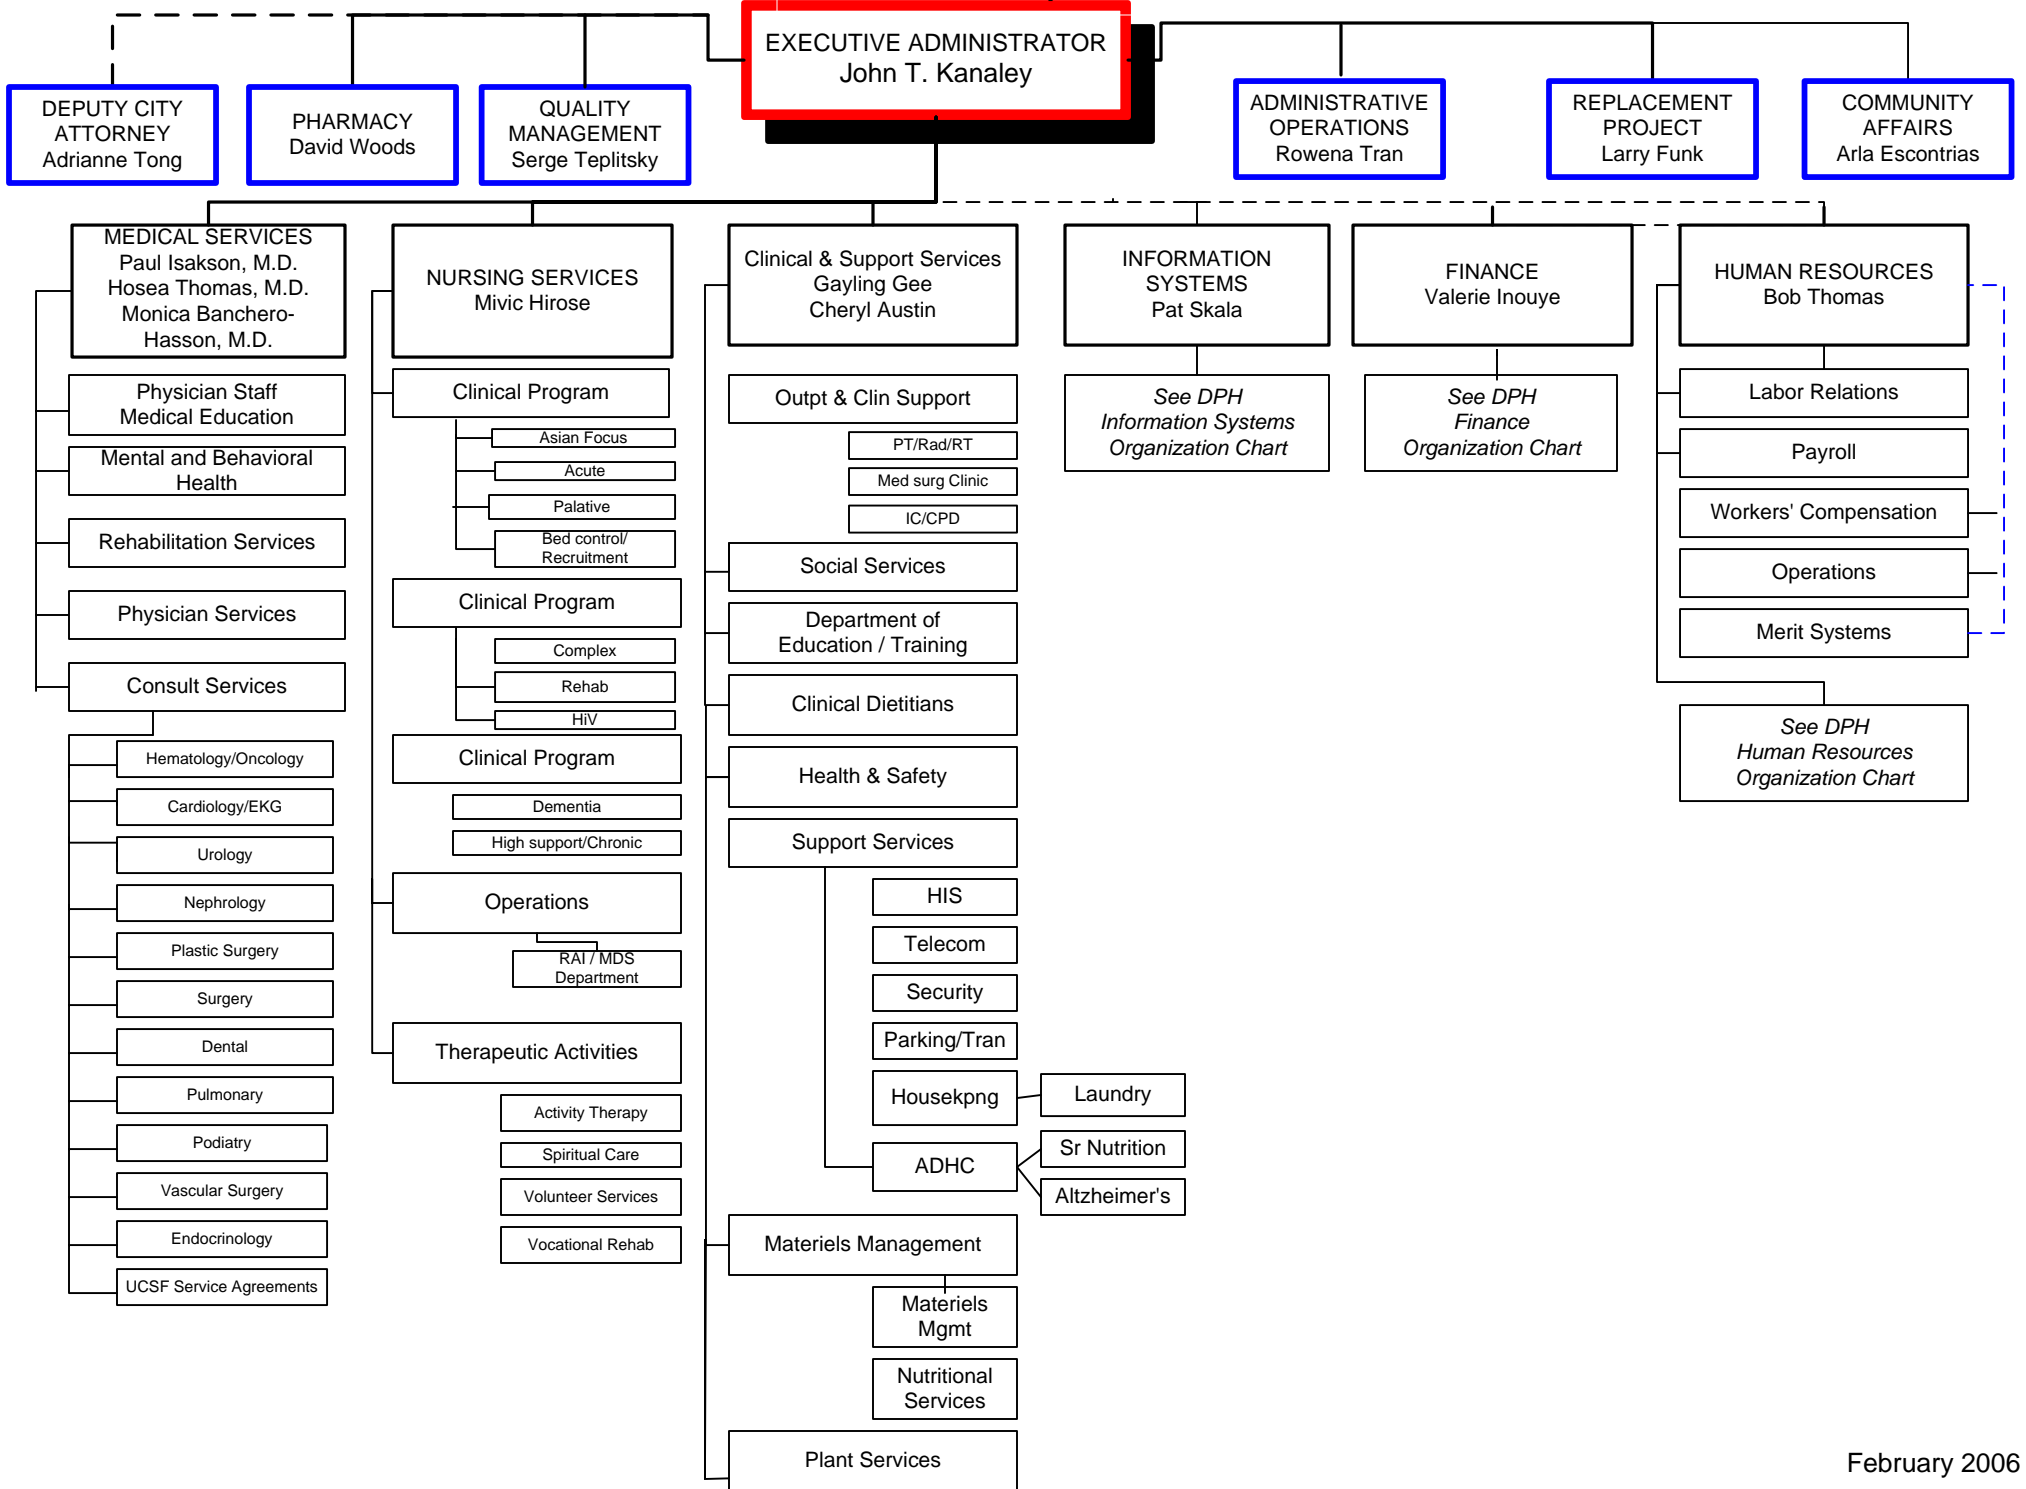 EXECUTIVE ADMINISTRATOR
John T. Kanaley
DEPUTY CITY
ATTORNEY
Adrianne Tong
PHARMACY
David Woods
QUALITY
MANAGEMENT
Serge Teplitsky
ADMINISTRATIVE
OPERATIONS
Rowena Tran
REPLACEMENT
PROJECT
Larry Funk
COMMUNITY
AFFAIRS
Arla Escontrias
MEDICAL SERVICES
Paul Isakson, M.D.
Hosea Thomas, M.D.
Monica Banchero-
Hasson, M.D.
Physician Staff
Medical Education
Mental and Behavioral
Health
Rehabilitation Services
Physician Services
Consult Services
Hematology/Oncology
Cardiology/EKG
Urology
Nephrology
Plastic Surgery
Surgery
Dental
Pulmonary
Podiatry
Vascular Surgery
Endocrinology
UCSF Service Agreements
NURSING SERVICES
Mivic Hirose
Clinical Program
Asian Focus
Acute
Palative
Bed control/
Recruitment
Clinical Program
Complex
Rehab
HiV
Clinical Program
Dementia
High support/Chronic
Operations
RAI / MDS
Department
Therapeutic Activities
Activity Therapy
Spiritual Care
Volunteer Services
Vocational Rehab
Clinical & Support Services
Gayling Gee
Cheryl Austin
Outpt & Clin Support
PT/Rad/RT
Med surg Clinic
IC/CPD
Social Services
Department of
Education / Training
Clinical Dietitians
Health & Safety
Support Services
HIS
Telecom
Security
Parking/Tran
Housekpng
Laundry
ADHC
Sr Nutrition
Altzheimer's
Materiels Management
Materiels
Mgmt
Nutritional
Services
Plant Services
INFORMATION
SYSTEMS
Pat Skala
See DPH
Information Systems
Organization Chart
FINANCE
Valerie Inouye
See DPH
Finance
Organization Chart
HUMAN RESOURCES
Bob Thomas
Labor Relations
Payroll
Workers' Compensation
Operations
Merit Systems
See DPH
Human Resources
Organization Chart
February 2006